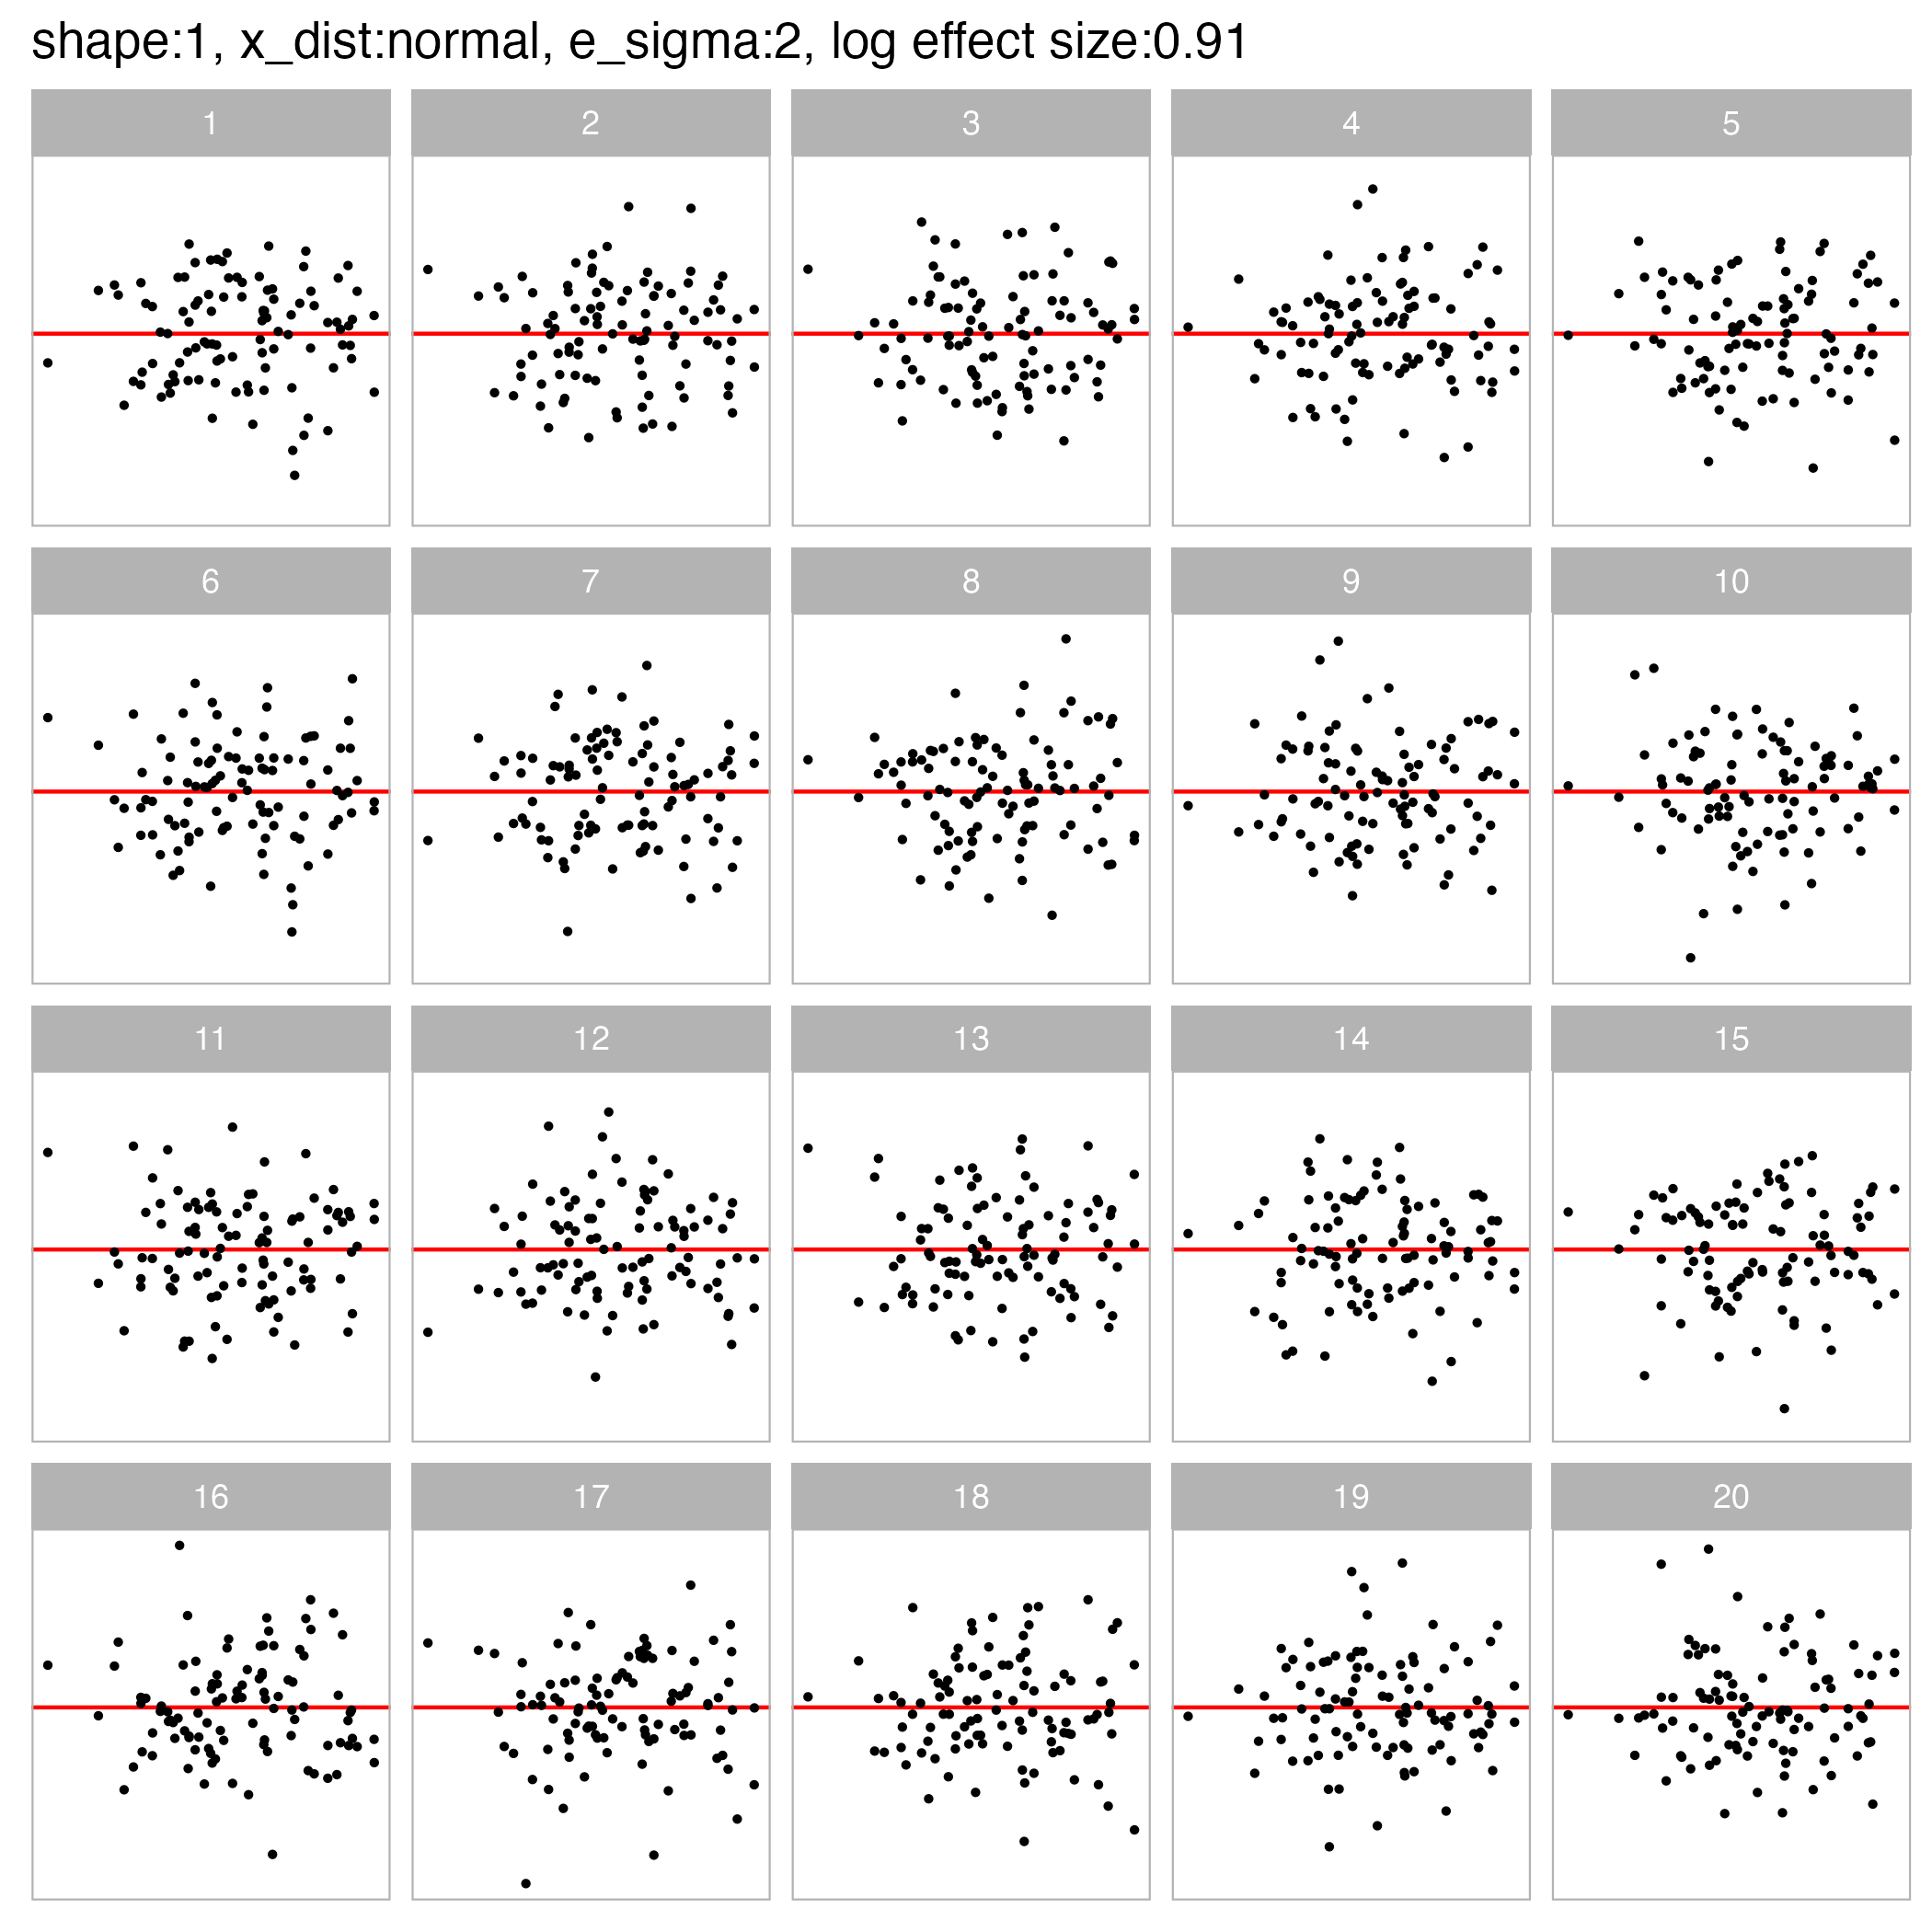 shape:1, x_dist:normal, e_sigma:2, log effect size:0.91
1 2 3 4 5
6 7 8 9 10
11 12 13 14 15
16 17 18 19 20